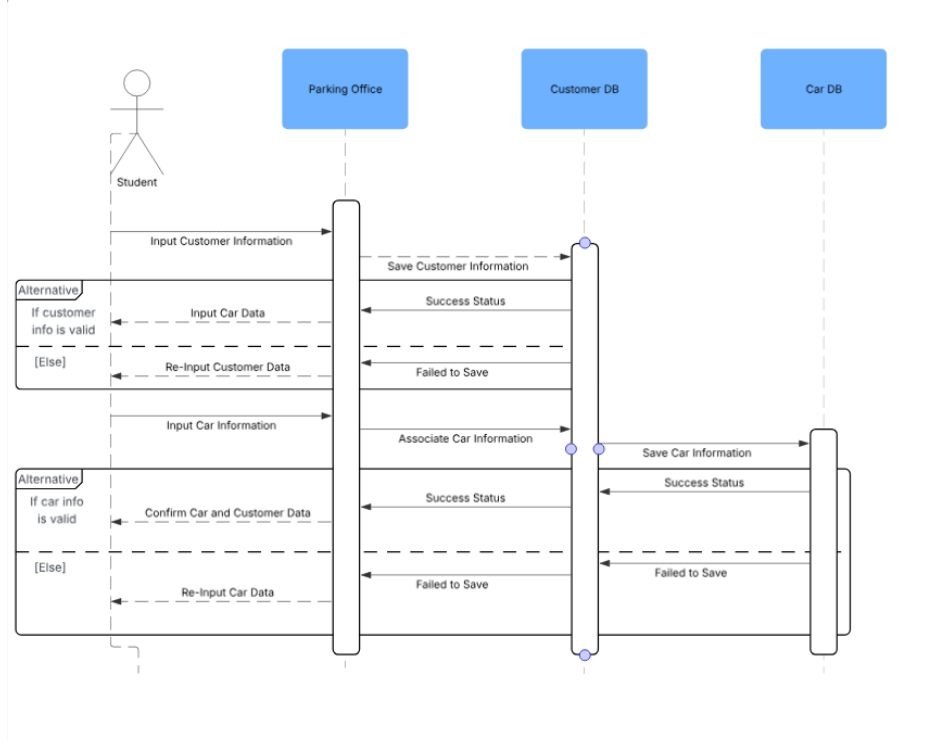 Parking Office
Customer DB
Car DB
Student
Input Customer Information
Save Customer Information
Alternative
If customer
info is valid
Success Status
Input Car Data
[Else]
Re-Input Customer Data
Failed to Save
Input Car Information
Associate Car Information
Save Car Information
Alternative
If car info
is valid
Success Status
Success Status
Confirm Car and Customer Data
[Else]
Failed to Save
Failed to Save
Re-Input Car Data